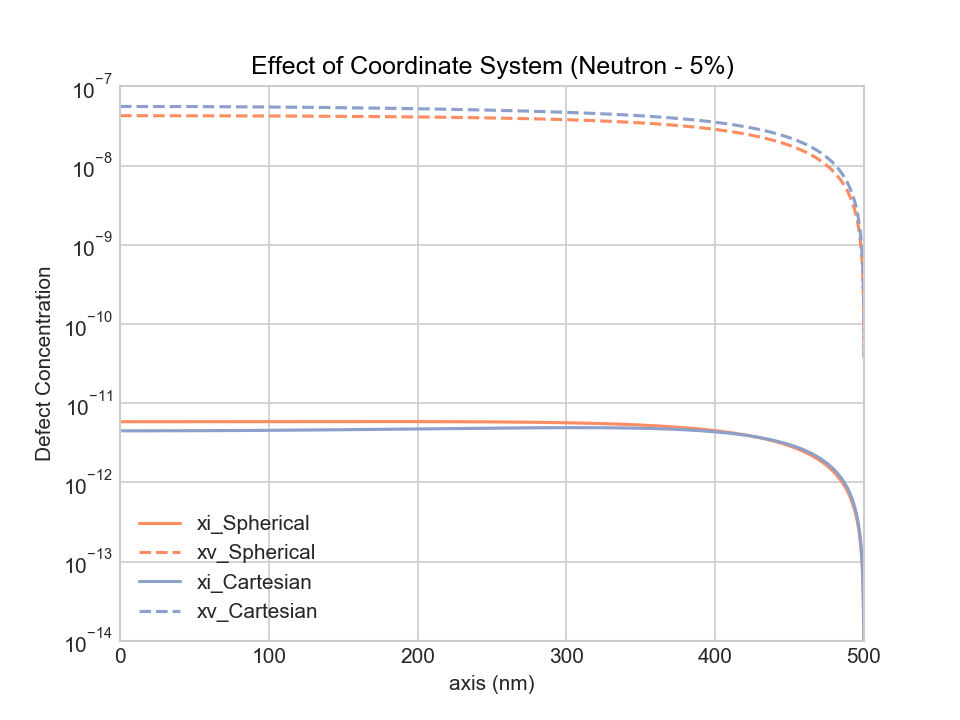 Effect of Coordinate System (Neutron - 5%)
10⁻⁷
10⁻⁸
10⁻⁹
10⁻¹⁰
10⁻¹¹
10⁻¹²
10⁻¹³
10⁻¹⁴
Defect Concentration
xi_Spherical
xv_Spherical
xi_Cartesian
xv_Cartesian
0 100 200 300 400 500
axis (nm)